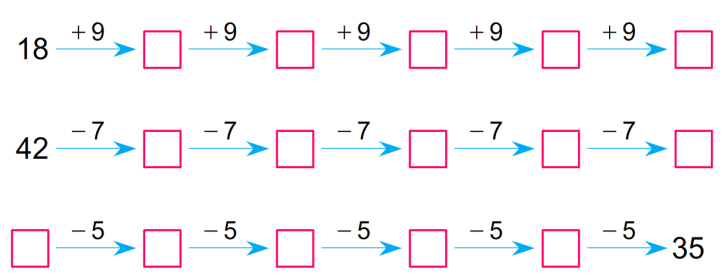 + 9 + 9 + 9 + 9 + 9
18
− 7 − 7 − 7 − 7 − 7
42
− 5 − 5 − 5 − 5 − 5
35